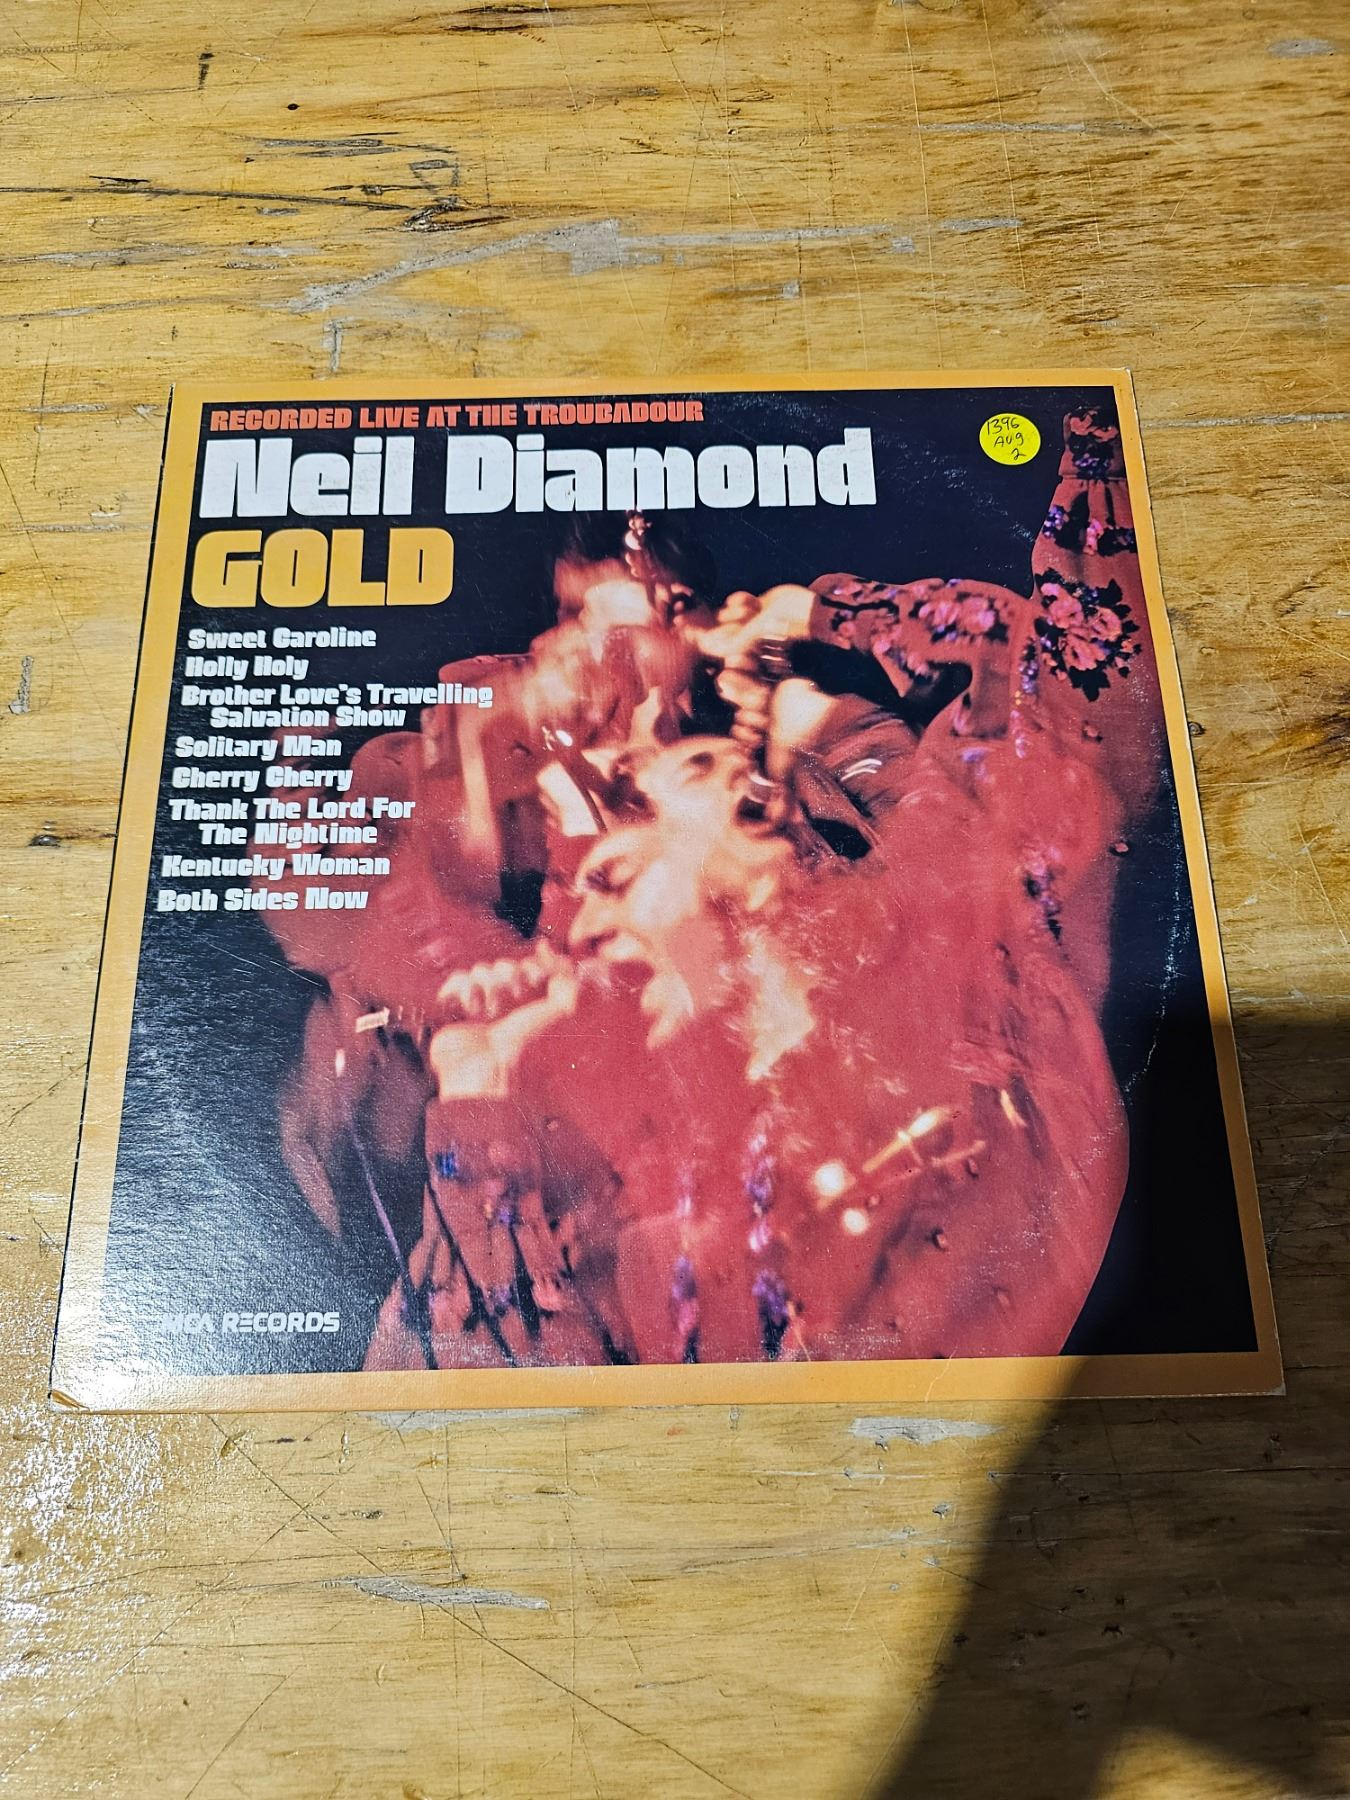 RECORDED LIVE AT THE TROUBADOUR
Neil Diamond
GOLD
Sweet Caroline
Holly Holy
Brother Love's Travelling
Salvation Show
Solitary Man
Cherry Cherry
Thank The Lord For
The Nightime
Kentucky Woman
Both Sides Now
MCA RECORDS
1396
AUG
2